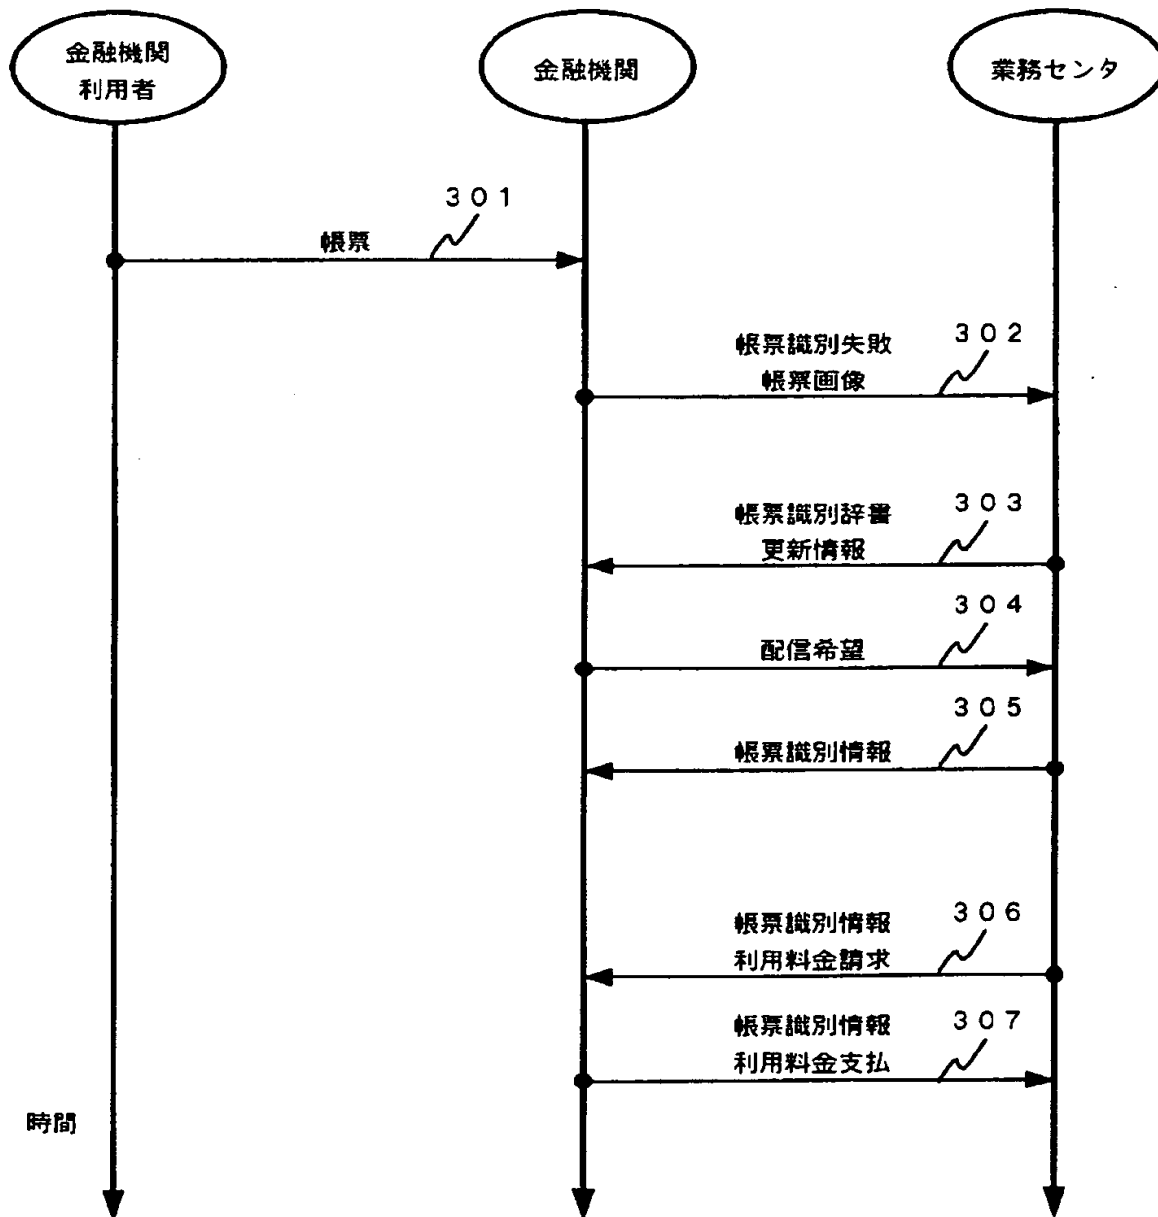 金融機関
利用者
金融機関
業務センタ
301
帳票
302
帳票識別失敗
帳票画像
303
帳票識別辞書
更新情報
304
配信希望
305
帳票識別情報
306
帳票識別情報
利用料金請求
307
帳票識別情報
利用料金支払
時間